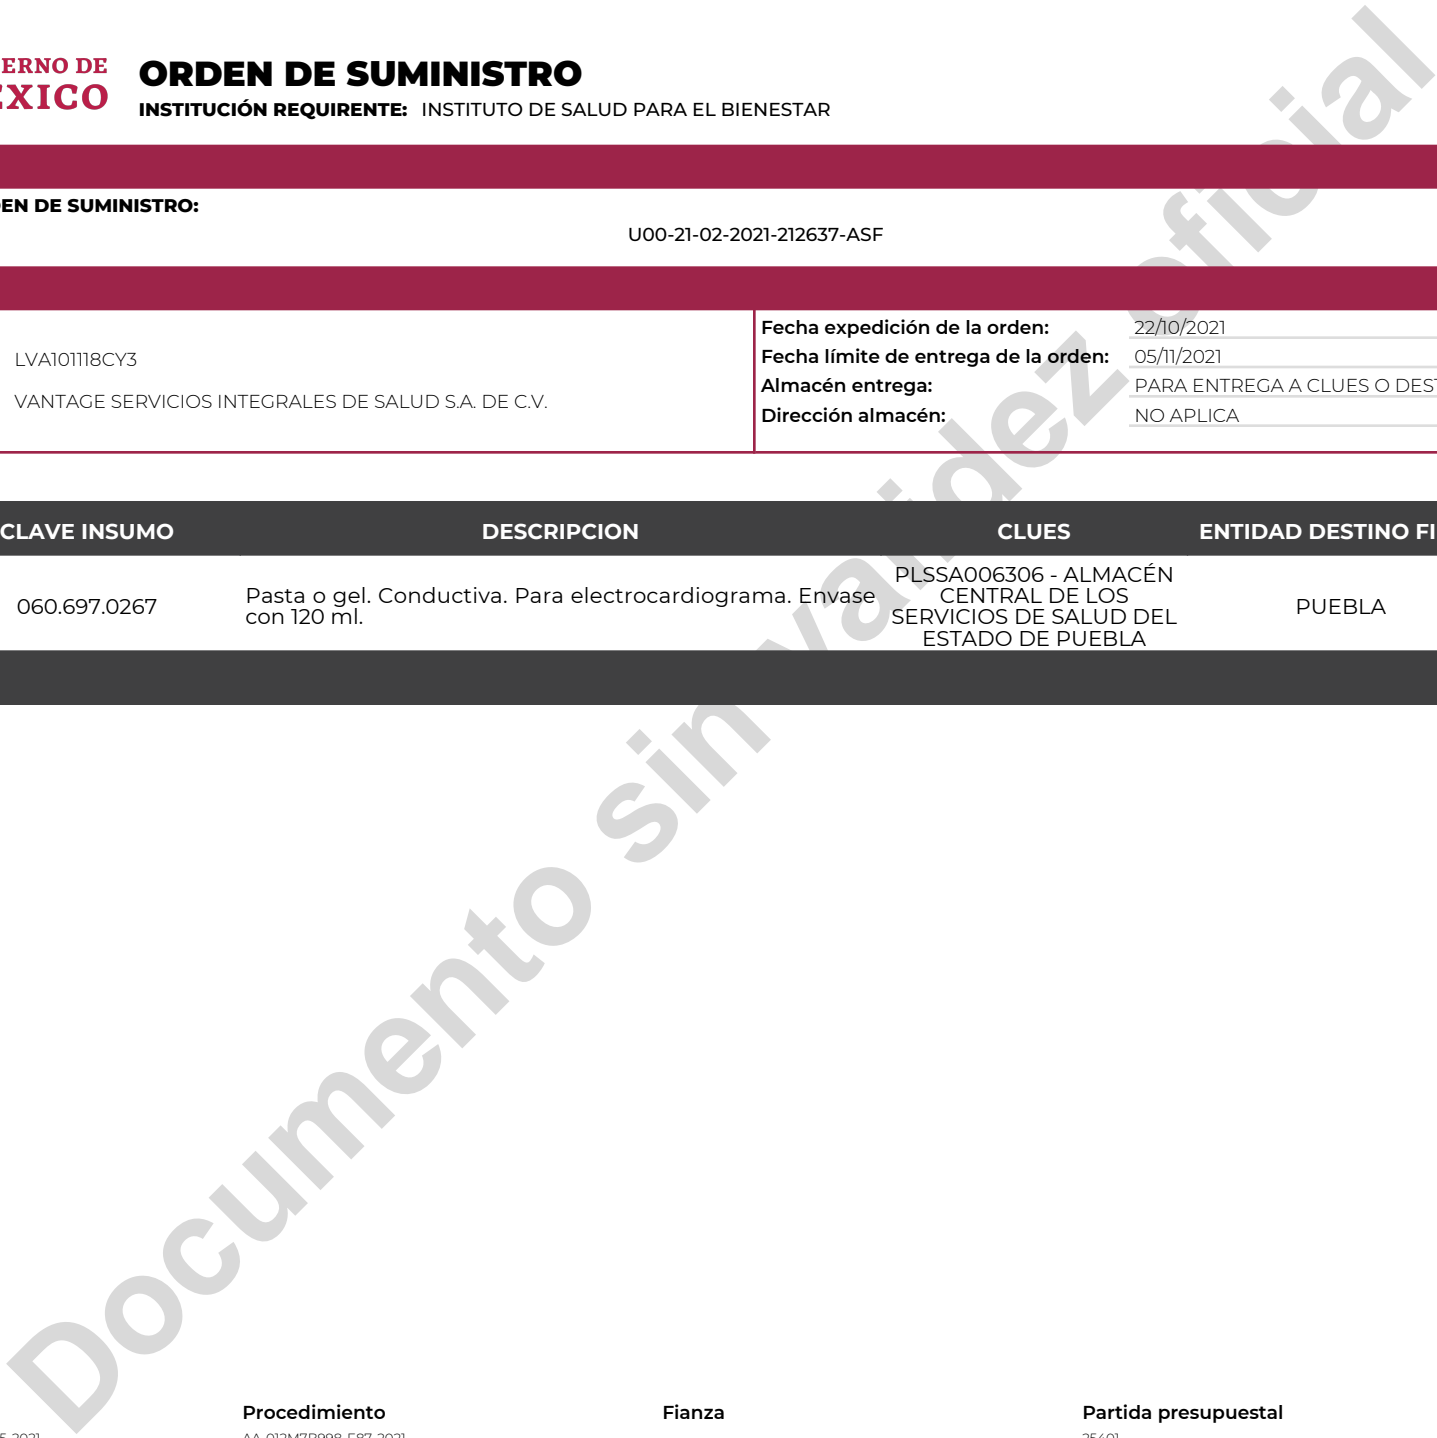 ERNO DE
ORDEN DE SUMINISTRO
INSTITUCIÓN REQUIRENTE: INSTITUTO DE SALUD PARA EL BIENESTAR
EN DE SUMINISTRO:
U00-21-02-2021-212637-ASF
Fecha expedición de la orden: 22/10/2021
LVA101118CY3
Fecha límite de entrega de la orden: 05/11/2021
Almacén entrega: PARA ENTREGA A CLUES O DEST
VANTAGE SERVICIOS INTEGRALES DE SALUD S.A. DE C.V.
Dirección almacén: NO APLICA
CLAVE INSUMO DESCRIPCION CLUES ENTIDAD DESTINO FI
060.697.0267
Pasta o gel. Conductiva. Para electrocardiograma. Envase
con 120 ml.
PLSSA006306 - ALMACÉN
CENTRAL DE LOS
SERVICIOS DE SALUD DEL
ESTADO DE PUEBLA
PUEBLA
Documento sin validez oficial
Procedimiento Fianza Partida presupuestal